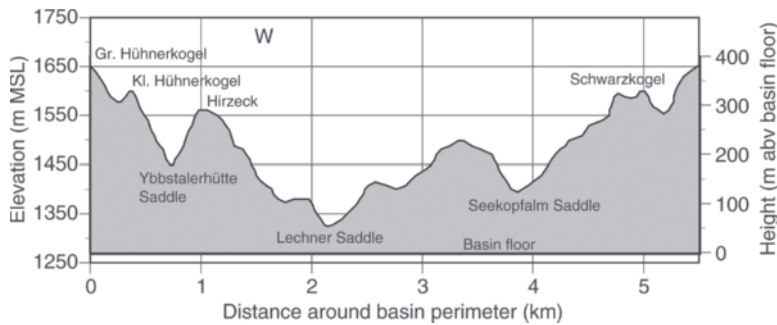 1750
1650
1550
1450
1350
1250
Elevation (m MSL)
W
Gr. Hühnerkogel
Kl. Hühnerkogel
Hirzeck
Schwarzkogel
Ybbstalerhütte
Saddle
Seekopfalm Saddle
Lechner Saddle
Basin floor
400
300
200
100
0
Height (m abv basin floor)
0 1 2 3 4 5
Distance around basin perimeter (km)